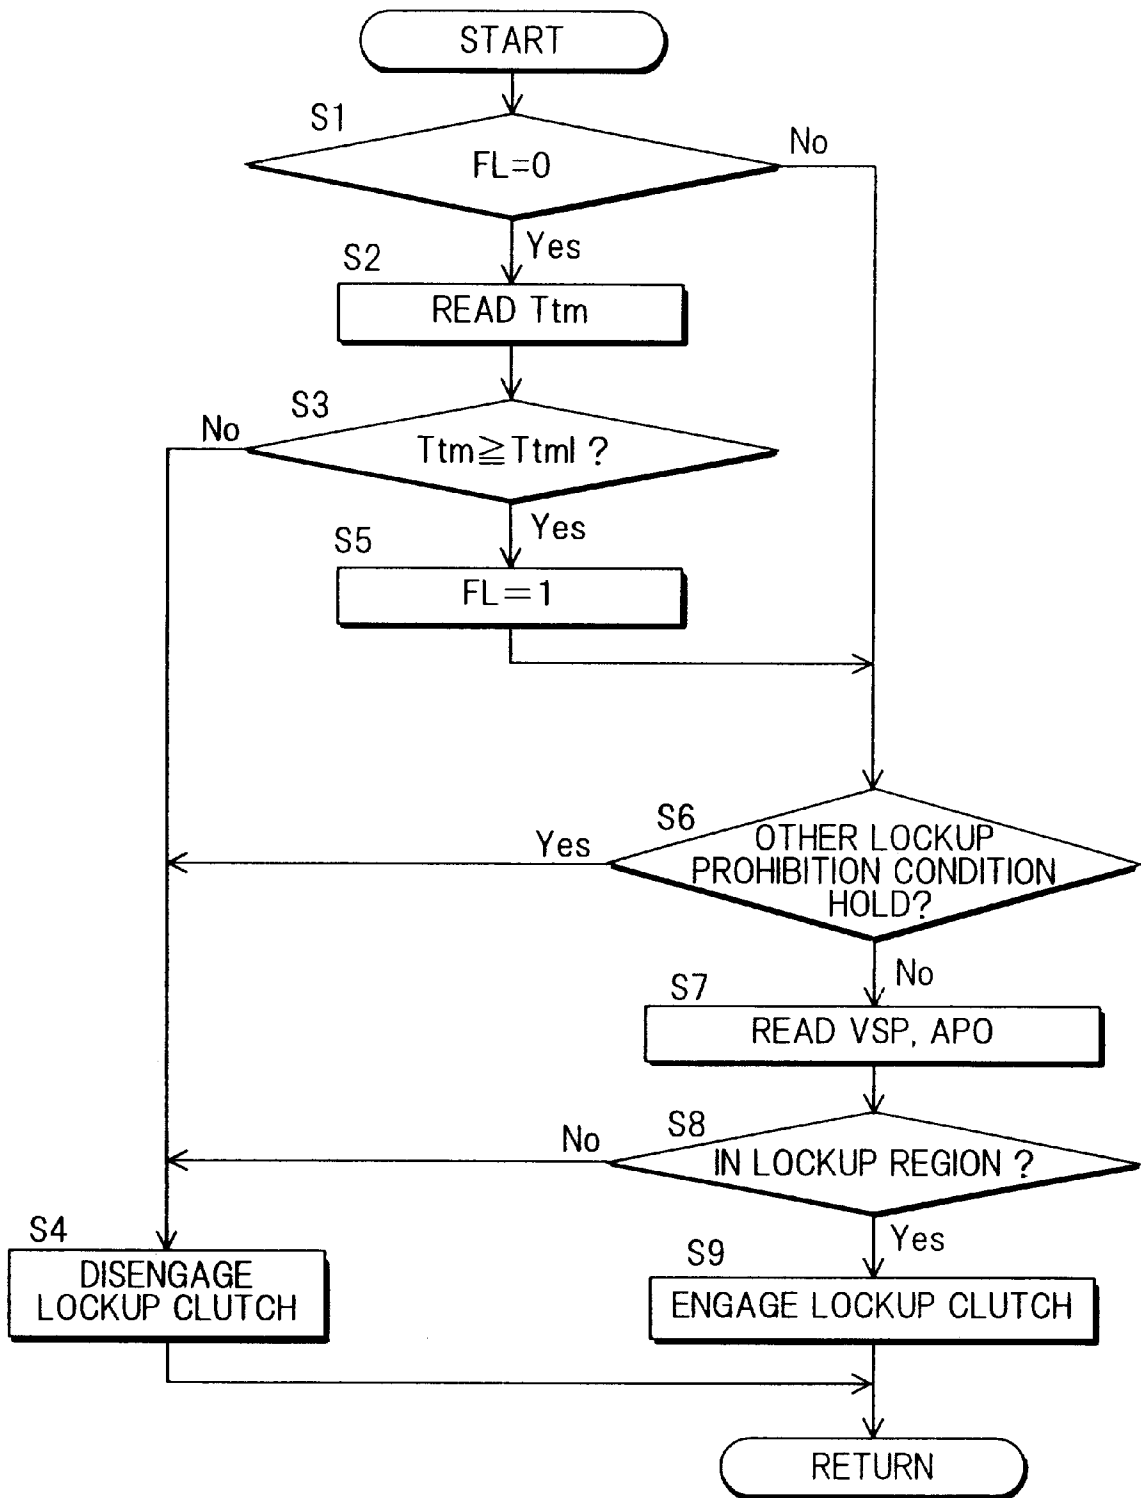 START
S1
FL=0
No
Yes
S2
READ Ttm
S3
No
Ttm≧Ttml ?
Yes
S5
FL=1
S6
Yes
OTHER LOCKUP
PROHIBITION CONDITION
HOLD?
No
S7
READ VSP, APO
S8
No
IN LOCKUP REGION ?
Yes
S4
DISENGAGE
LOCKUP CLUTCH
S9
ENGAGE LOCKUP CLUTCH
RETURN